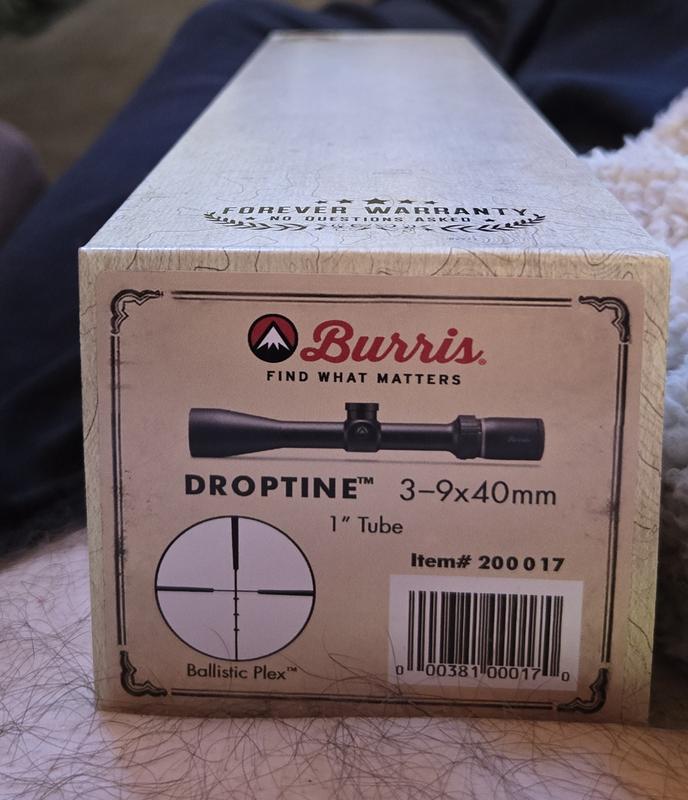 FOREVER WARRANTY
NO QUESTIONS ASKED
Burris®
FIND WHAT MATTERS
Burris
DROPTINE™ 3-9x40mm
1" Tube
Item# 200017
Ballistic Plex™
0 00381 00017 0